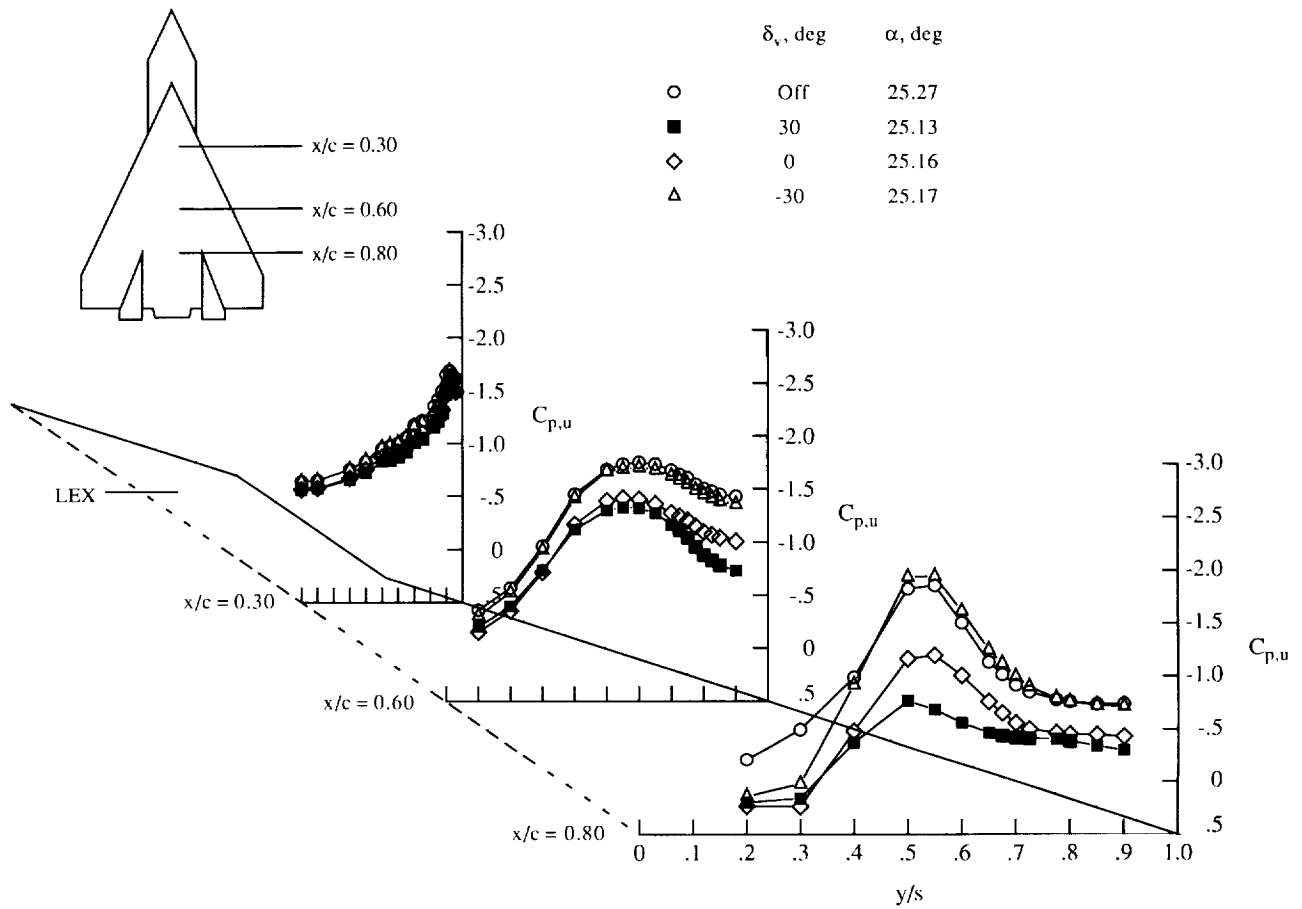 δv, deg α, deg
Off 25.27
30 25.13
0 25.16
-30 25.17
x/c = 0.30
x/c = 0.60
x/c = 0.80
-3.0
-2.5
-2.0
-1.5
-1.0
-.5
0
.5
Cp,u
LEX
x/c = 0.30
-3.0
-2.5
-2.0
-1.5
-1.0
-.5
0
.5
Cp,u
x/c = 0.60
-3.0
-2.5
-2.0
-1.5
-1.0
-.5
0
.5
Cp,u
x/c = 0.80
0 .1 .2 .3 .4 .5 .6 .7 .8 .9 1.0
y/s